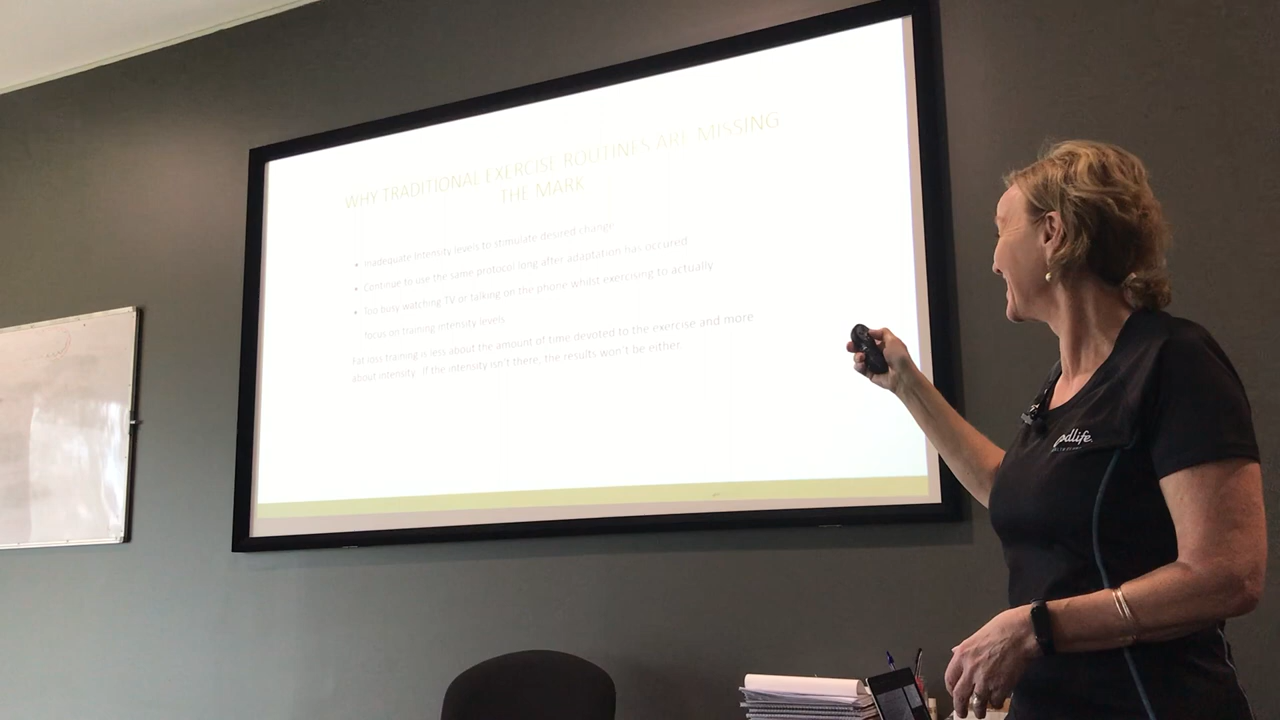 WHY TRADITIONAL EXERCISE ROUTINES ARE MISSING
THE MARK
• Inadequate intensity levels to stimulate desired change
• Continue to use the same protocol long after adaptation has occured
• Too busy watching TV or talking on the phone whilst exercising to actually
focus on training intensity levels
Fat loss training is less about the amount of time devoted to the exercise and more
about intensity. If the intensity isn't there, the results won't be either.
odlife.